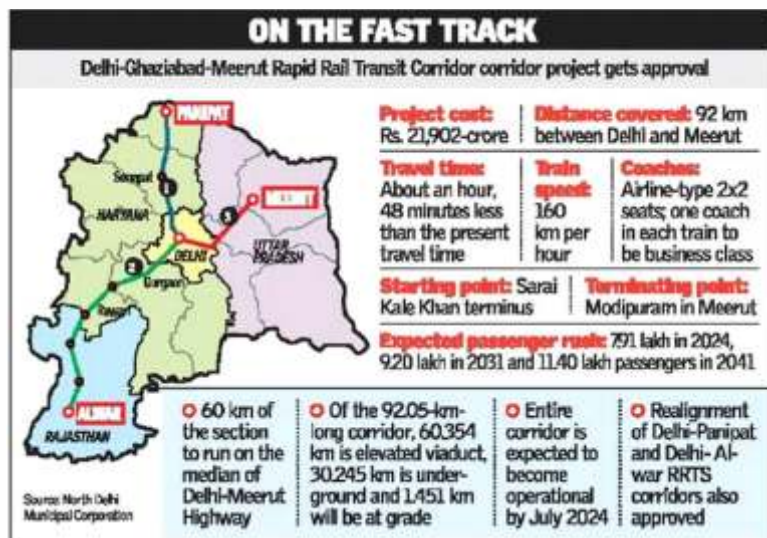 ON THE FAST TRACK
Delhi-Ghaziabad-Meerut Rapid Rail Transit Corridor corridor project gets approval
PANIPAT
Sonepat
HARYANA
DELHI
UTTAR
PRADESH
Gurgaon
ALWAR
RAJASTHAN
Source: North Delhi
Municipal Corporation
Project cost:
Rs. 21,902-crore
Distance covered: 92 km
between Delhi and Meerut
Travel time:
About an hour,
48 minutes less
than the present
travel time
Train
speed:
160
km per
hour
Coaches:
Airline-type 2x2
seats; one coach
in each train to
be business class
Starting point: Sarai
Kale Khan terminus
Terminating point:
Modipuram in Meerut
Expected passenger rush: 7.91 lakh in 2024,
9.20 lakh in 2031 and 11.40 lakh passengers in 2041
60 km of
the section
to run on the
median of
Delhi-Meerut
Highway
Of the 92.05-km-
long corridor, 60.354
km is elevated viaduct,
30.245 km is under-
ground and 1.451 km
will be at grade
Entire
corridor is
expected to
become
operational
by July 2024
Realignment
of Delhi-Panipat
and Delhi- Al-
war RRTS
corridors also
approved